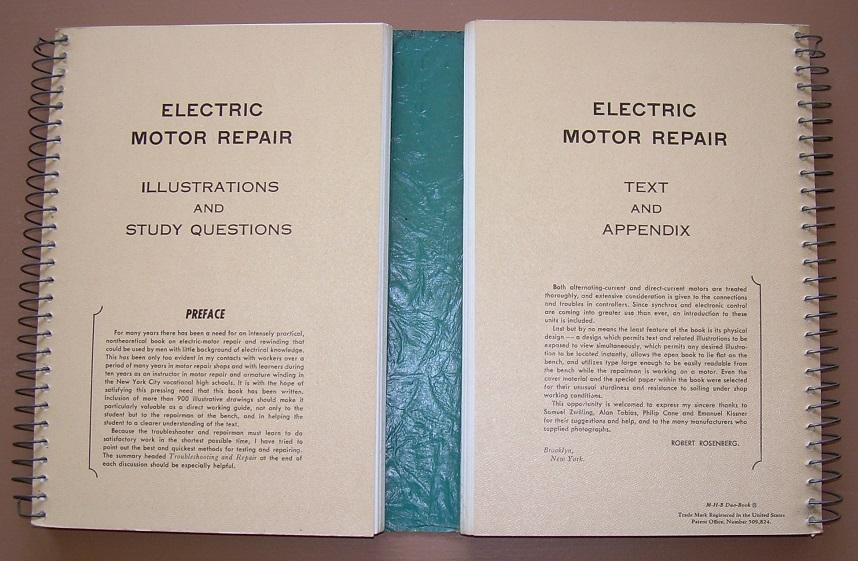 ELECTRIC
MOTOR REPAIR
ILLUSTRATIONS
AND
STUDY QUESTIONS
PREFACE
For many years there has been a need for an intensely practical,
nontheoretical book on electric-motor repair and rewinding that
could be used by men with little background of electrical knowledge.
This has been only too evident in my contacts with workers over a
period of many years in motor repair shops and with learners during
ten years as an instructor in motor repair and armature winding in
the New York City vocational high schools. It is with the hope of
satisfying this pressing need that this book has been written.
Inclusion of more than 900 illustrative drawings should make it
particularly valuable as a direct working guide, not only to the
student but to the repairman of the bench, and in helping the
student to a clearer understanding of the text.
Because the troubleshooter and repairman must learn to do
satisfactory work in the shortest possible time, I have tried to
point out the best and quickest methods for testing and repairing.
The summary headed Troubleshooting and Repair at the end of
each discussion should be especially helpful.
ELECTRIC
MOTOR REPAIR
TEXT
AND
APPENDIX
Both alternating-current and direct-current motors are treated
thoroughly, and extensive consideration is given to the connections
and troubles in controllers. Since synchros and electronic control
are coming into greater use than ever, an introduction to these
units is included.
Last but by no means the least feature of the book is its physical
design — a design which permits text and related illustrations to be
exposed to view simultaneously, which permits any desired illustra-
tion to be located instantly, allows the open book to lie flat on the
bench, and utilizes type large enough to be easily readable from
the bench while the repairman is working on a motor. Even the
cover material and the special paper within the book were selected
for their unusual sturdiness and resistance to soiling under shop
working conditions.
This opportunity is welcomed to express my sincere thanks to
Samuel Zwilling, Alan Tobias, Philip Cane and Emanuel Kissner
for their suggestions and help, and to the many manufacturers who
supplied photographs.
ROBERT ROSENBERG.
Brooklyn,
New York.
M-H-B Duo-Book ®
Trade Mark Registered in the United States
Patent Office, Number 509,824.